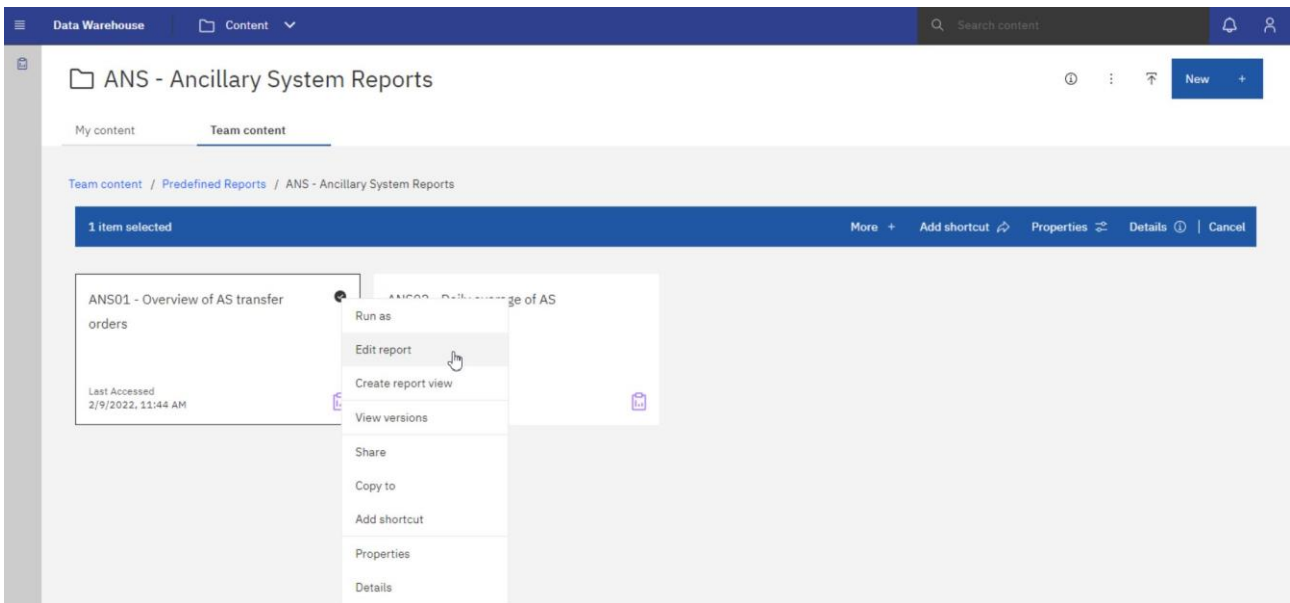 Data Warehouse
Content
Search content
ANS - Ancillary System Reports
New +
My content
Team content
Team content / Predefined Reports / ANS - Ancillary System Reports
1 item selected
More +
Add shortcut
Properties
Details
Cancel
ANS01 - Overview of AS transfer
orders
Last Accessed
2/9/2022, 11:44 AM
ge of AS
Run as
Edit report
Create report view
View versions
Share
Copy to
Add shortcut
Properties
Details